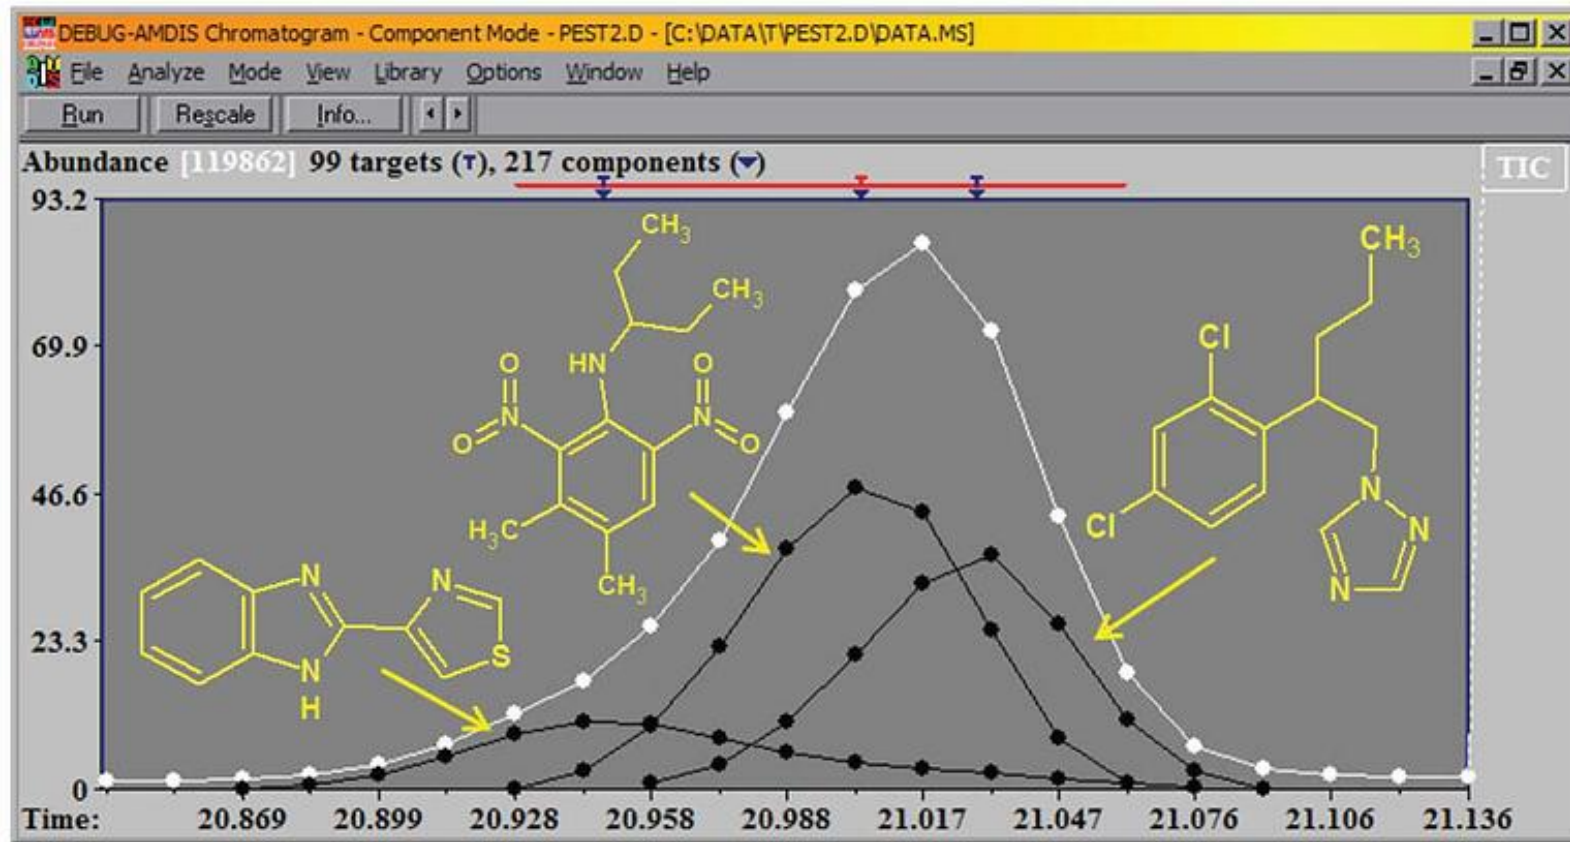 DEBUG-AMDIS Chromatogram - Component Mode - PEST2.D - [C:\DATA\T\PEST2.D\DATA.MS]
File Analyze Mode View Library Options Window Help
Run Rescale Info...
Abundance [119862] 99 targets (T), 217 components (▼)
TIC
T T T
93.2
69.9
46.6
23.3
0
CH3
CH3
HN
O
O
N
N
O
O
H3C
CH3
N
N
N
H
S
CH3
Cl
Cl
N
N
N
Time: 20.869 20.899 20.928 20.958 20.988 21.017 21.047 21.076 21.106 21.136